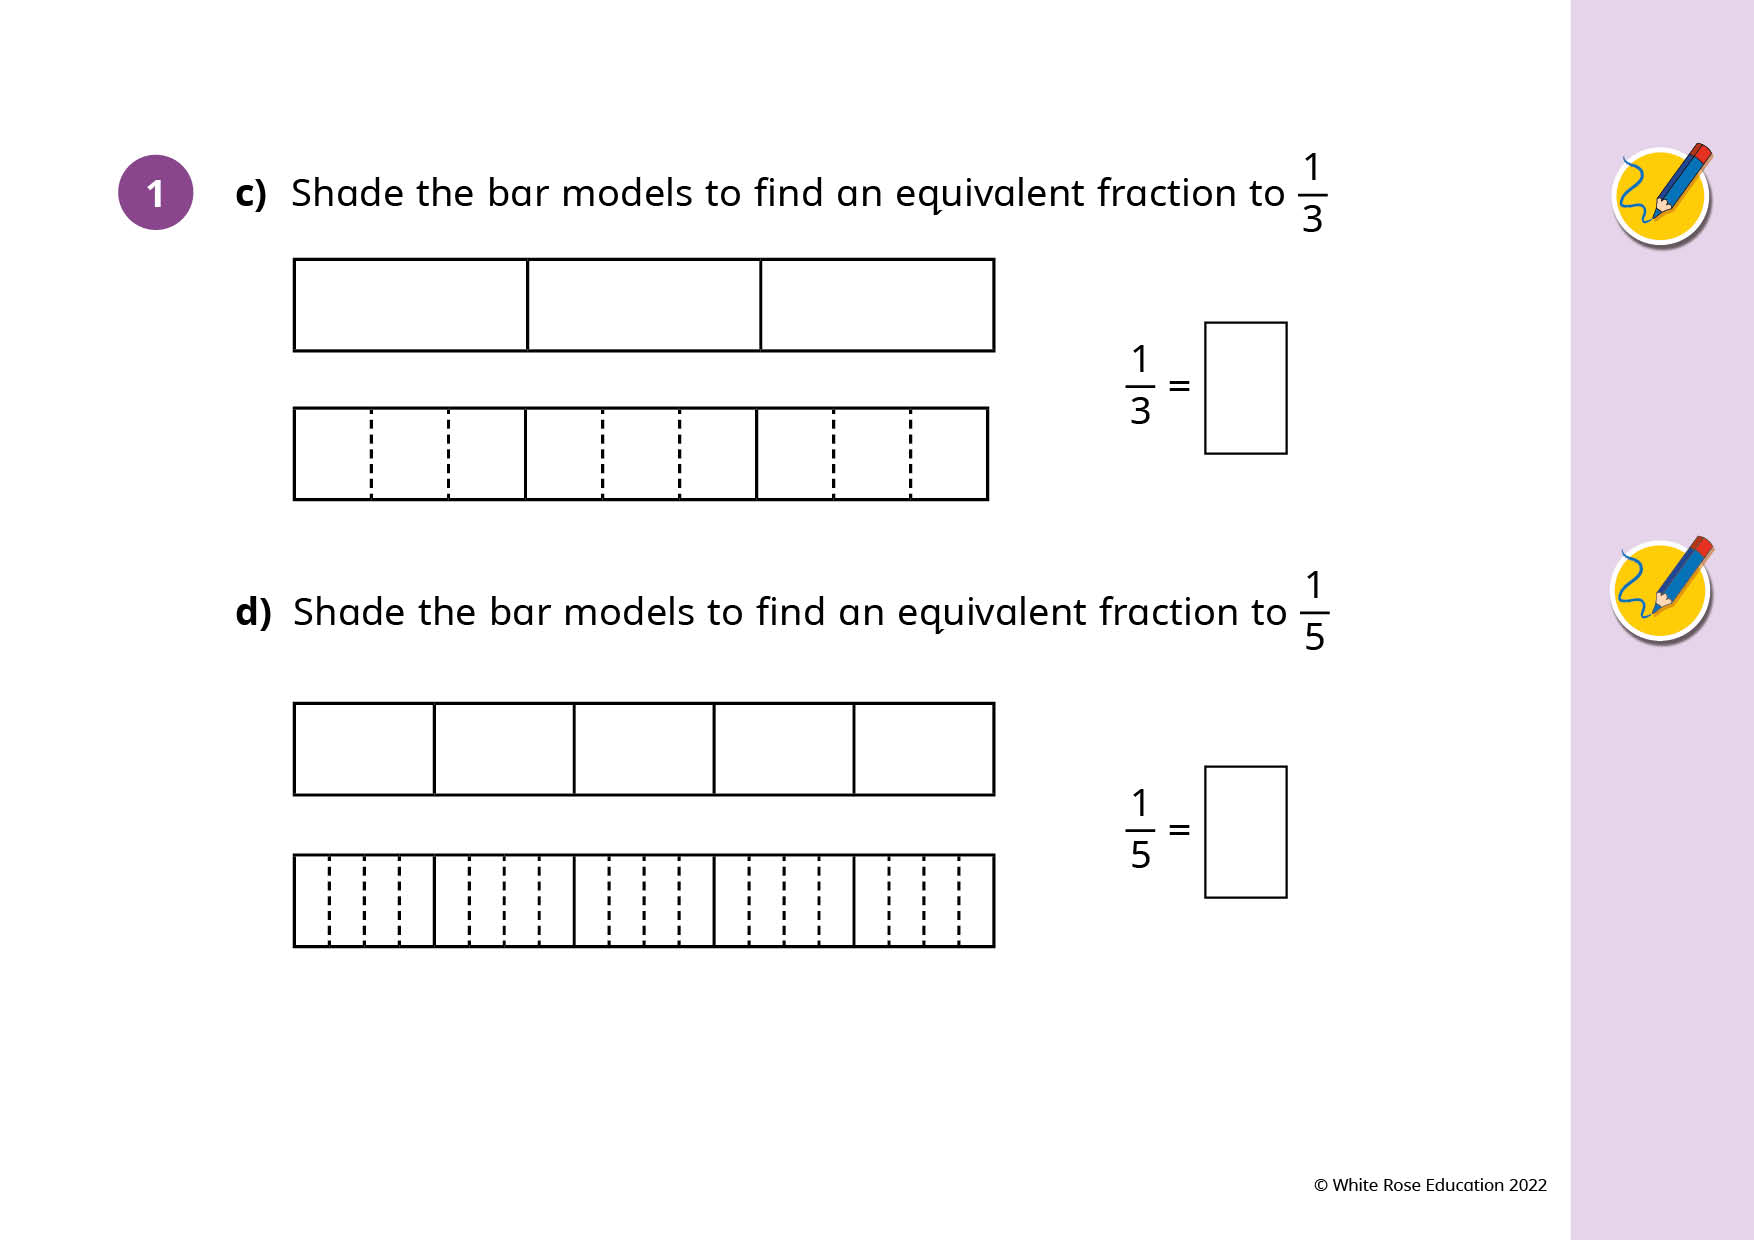 1 c) Shade the bar models to find an equivalent fraction to 1/3
1/3 =
d) Shade the bar models to find an equivalent fraction to 1/5
1/5 =
© White Rose Education 2022